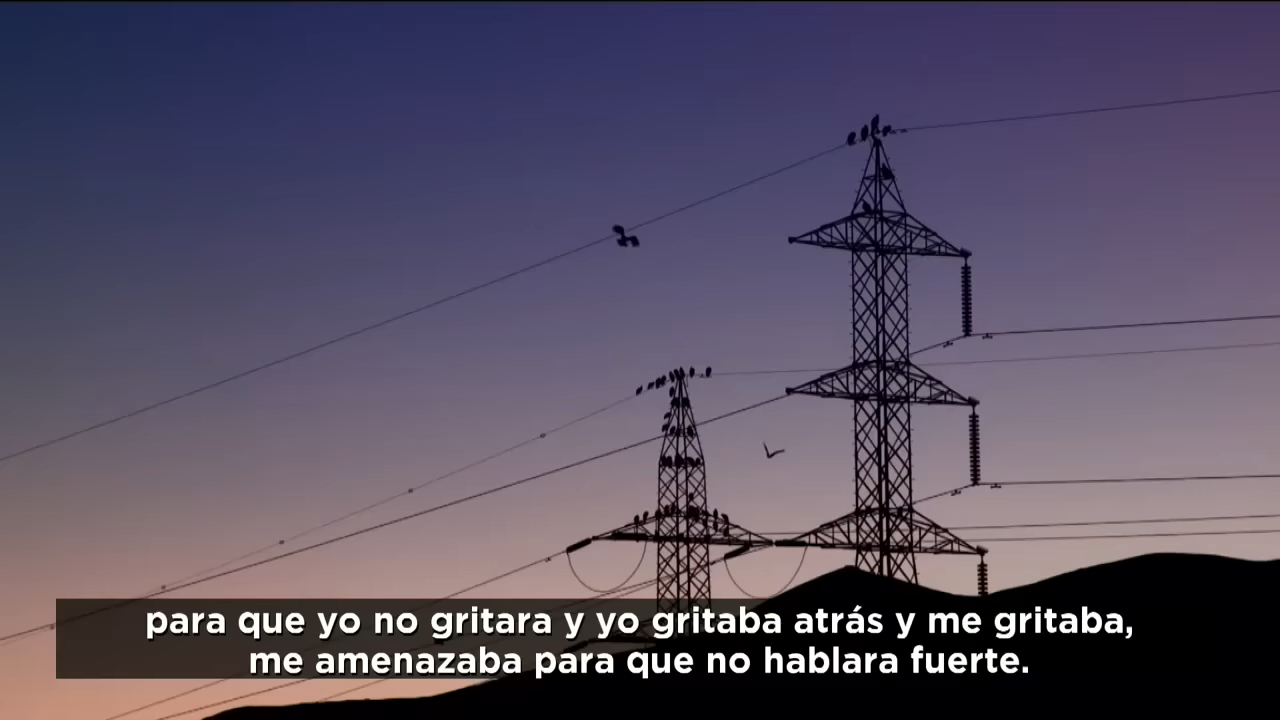 para que yo no gritara y yo gritaba atrás y me gritaba,
me amenazaba para que no hablara fuerte.